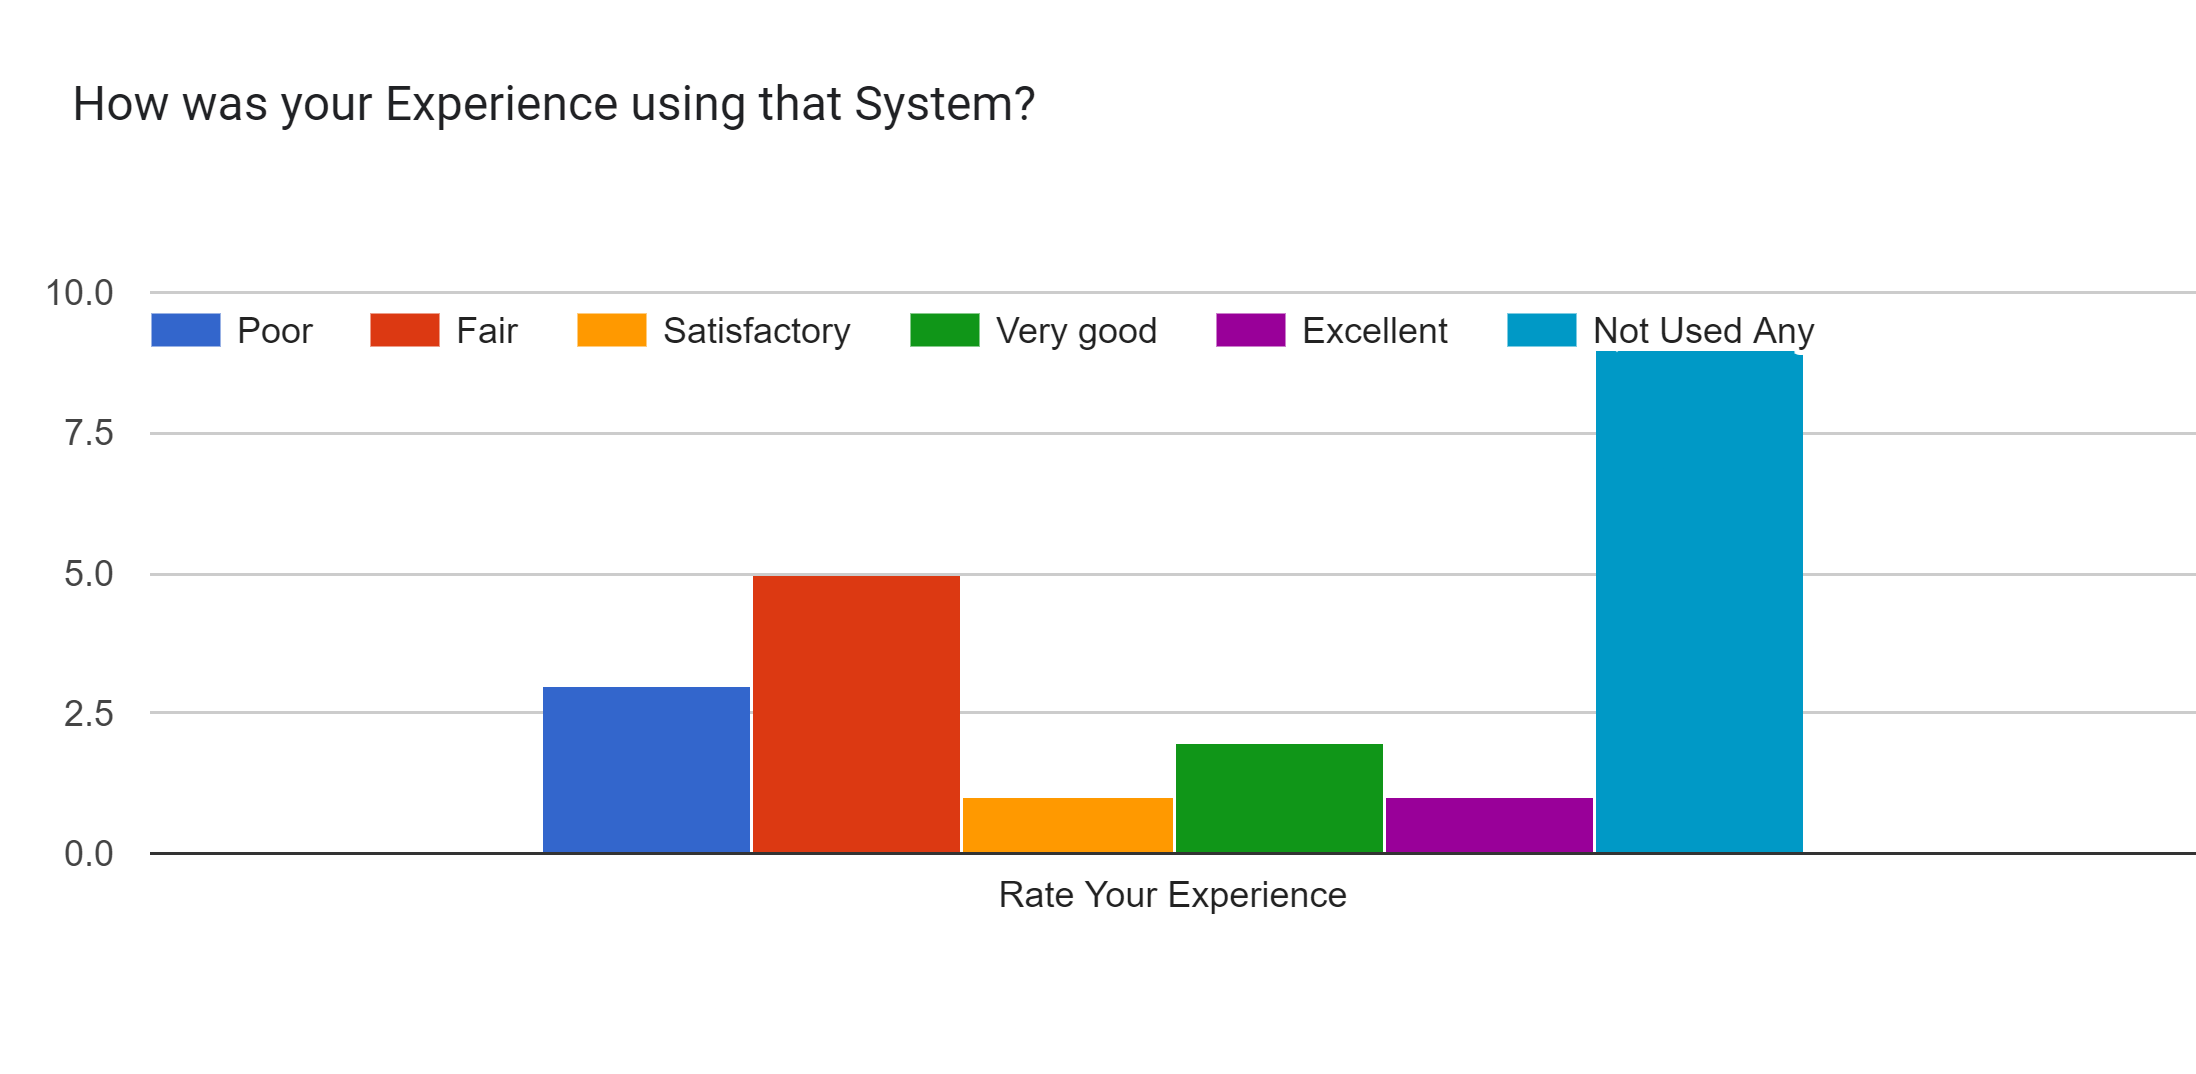 How was your Experience using that System?
10.0
Poor Fair Satisfactory Very good Excellent Not Used Any
7.5
5.0
2.5
0.0
Rate Your Experience